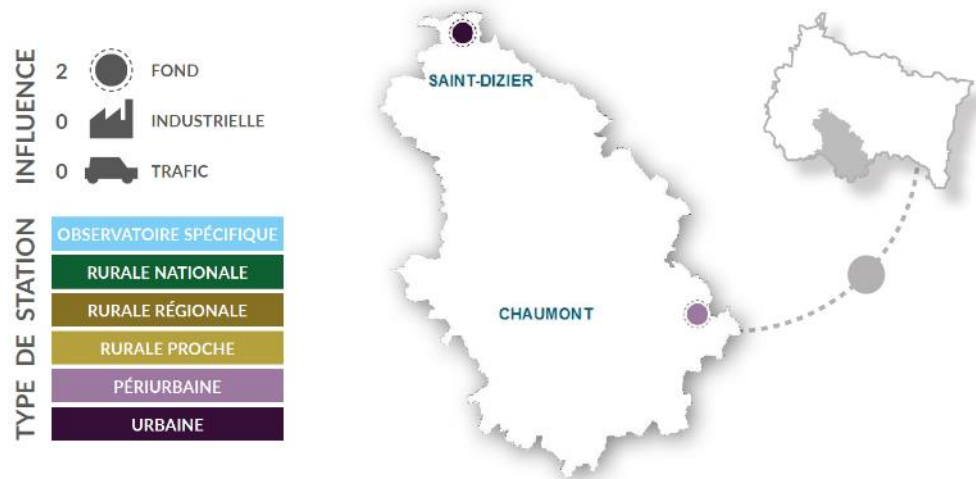 INFLUENCE
2 FOND
0 INDUSTRIELLE
0 TRAFIC
TYPE DE STATION
OBSERVATOIRE SPÉCIFIQUE
RURALE NATIONALE
RURALE RÉGIONALE
RURALE PROCHE
PÉRIURBAINE
URBAINE
SAINT-DIZIER
CHAUMONT